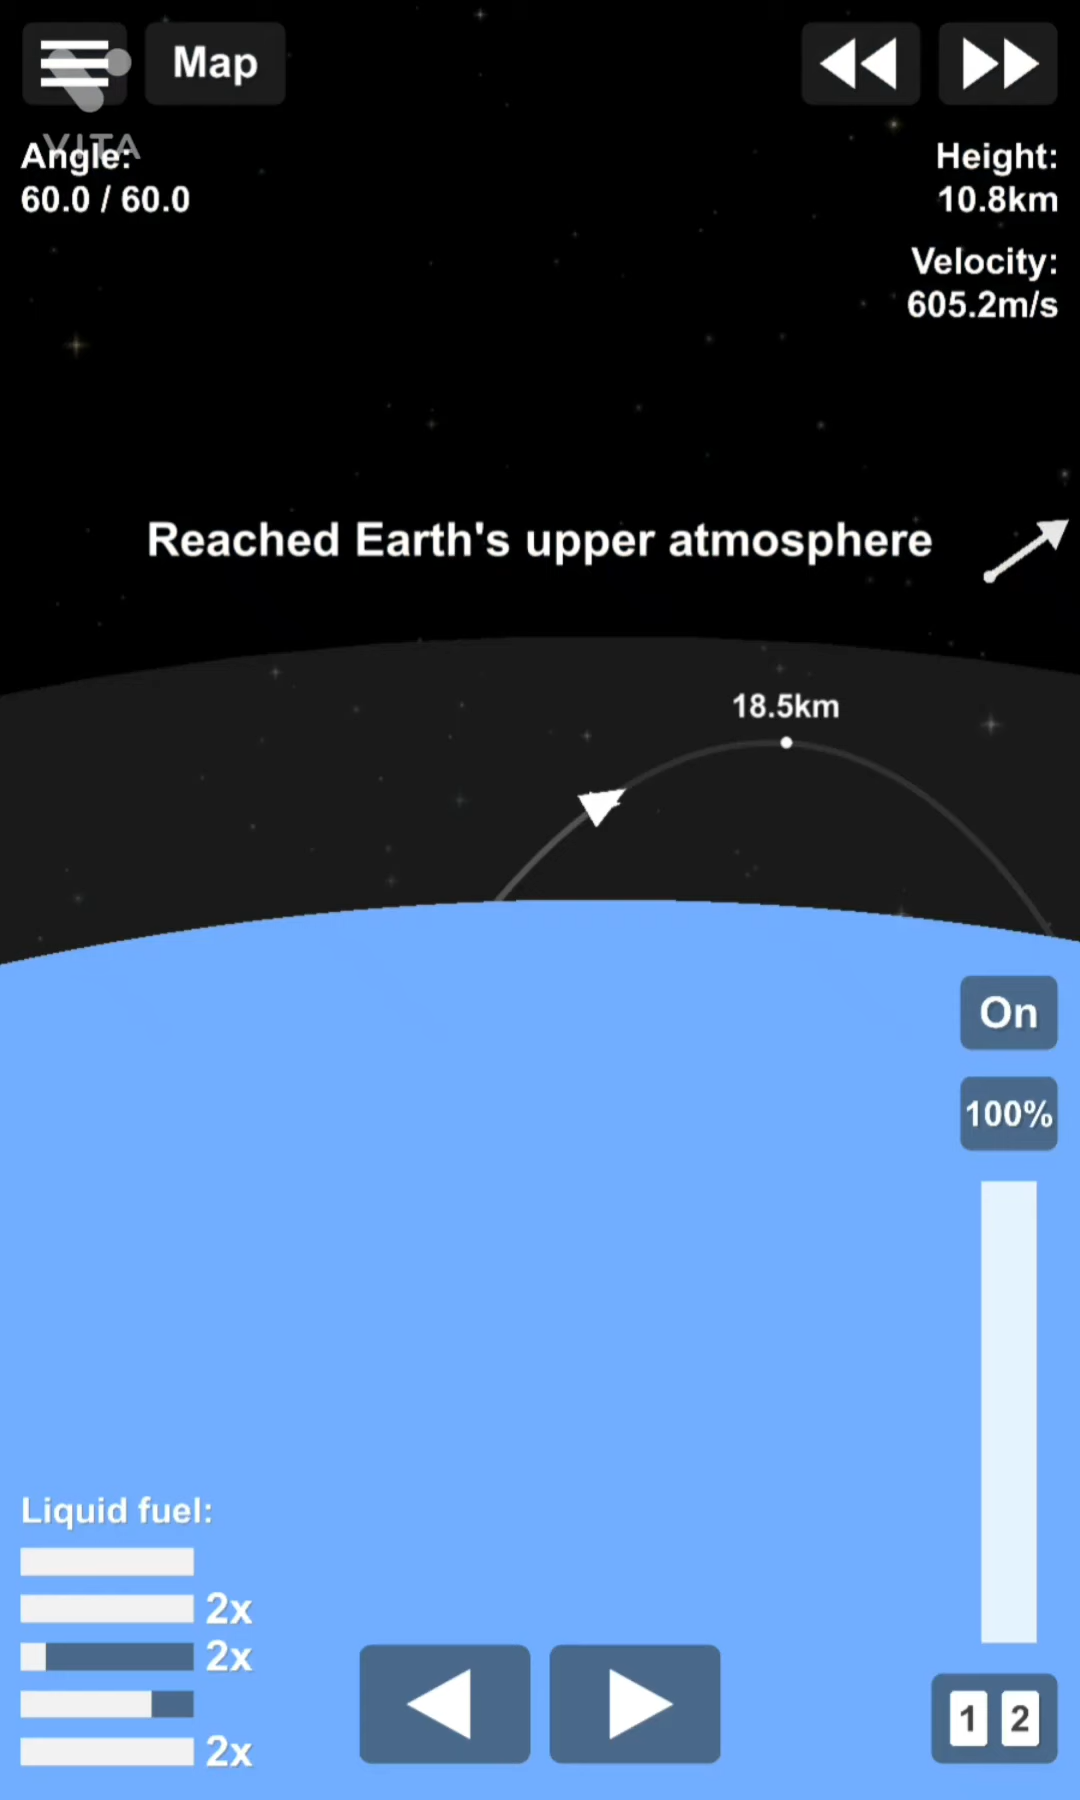 Map
VITA
Angle:
60.0 / 60.0
Height:
10.8km
Velocity:
605.2m/s
Reached Earth's upper atmosphere
18.5km
On
100%
Liquid fuel:
2x
2x
2x
1 2